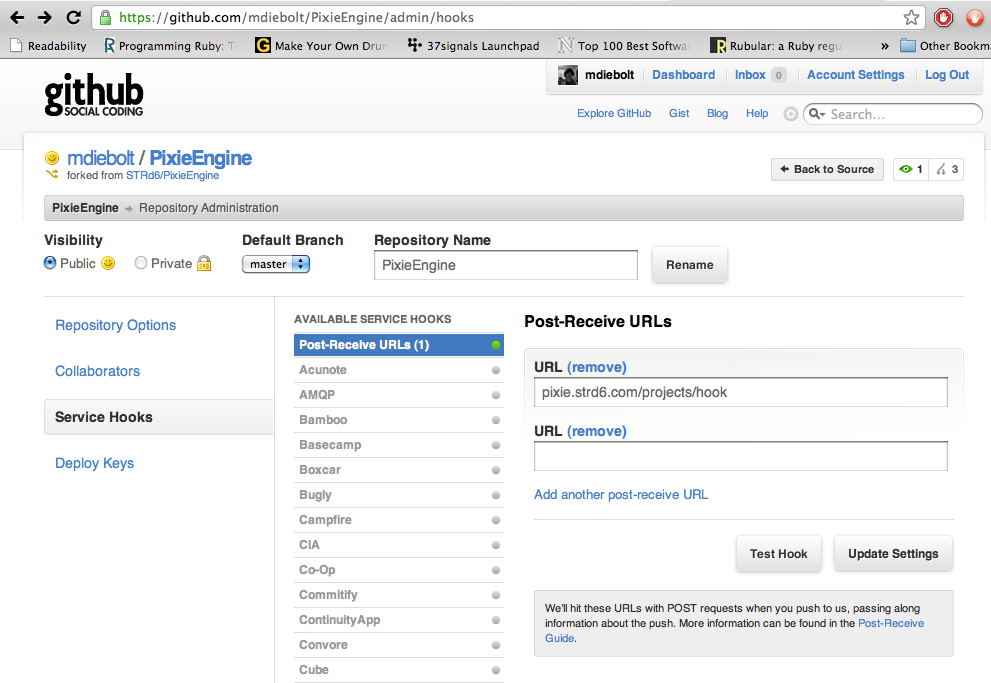 https://github.com/mdiebolt/PixieEngine/admin/hooks
Readability Programming Ruby: Make Your Own Drun 37signals Launchpad Top 100 Best Softwa Rubular: a Ruby regu » Other Bookm
github
SOCIAL CODING
mdiebolt Dashboard Inbox 0 Account Settings Log Out
Explore GitHub Gist Blog Help Search...
mdiebolt / PixieEngine
forked from STRd6/PixieEngine
Back to Source 1 3
PixieEngine Repository Administration
Visibility Default Branch Repository Name
Public Private master PixieEngine Rename
Repository Options
Collaborators
Service Hooks
Deploy Keys
AVAILABLE SERVICE HOOKS
Post-Receive URLs (1)
Acunote
AMQP
Bamboo
Basecamp
Boxcar
Bugly
Campfire
CIA
Co-Op
Commitify
ContinuityApp
Convore
Cube
Post-Receive URLs
URL (remove)
pixie.strd6.com/projects/hook
URL (remove)
Add another post-receive URL
Test Hook Update Settings
We'll hit these URLs with POST requests when you push to us, passing along
information about the push. More information can be found in the Post-Receive
Guide.